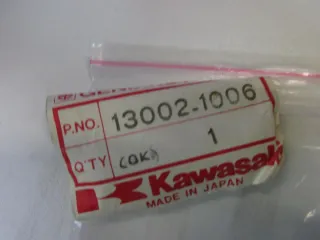 P.NO. 13002-1006
Q'TY (OK) 1
Kawasaki
MADE IN JAPAN